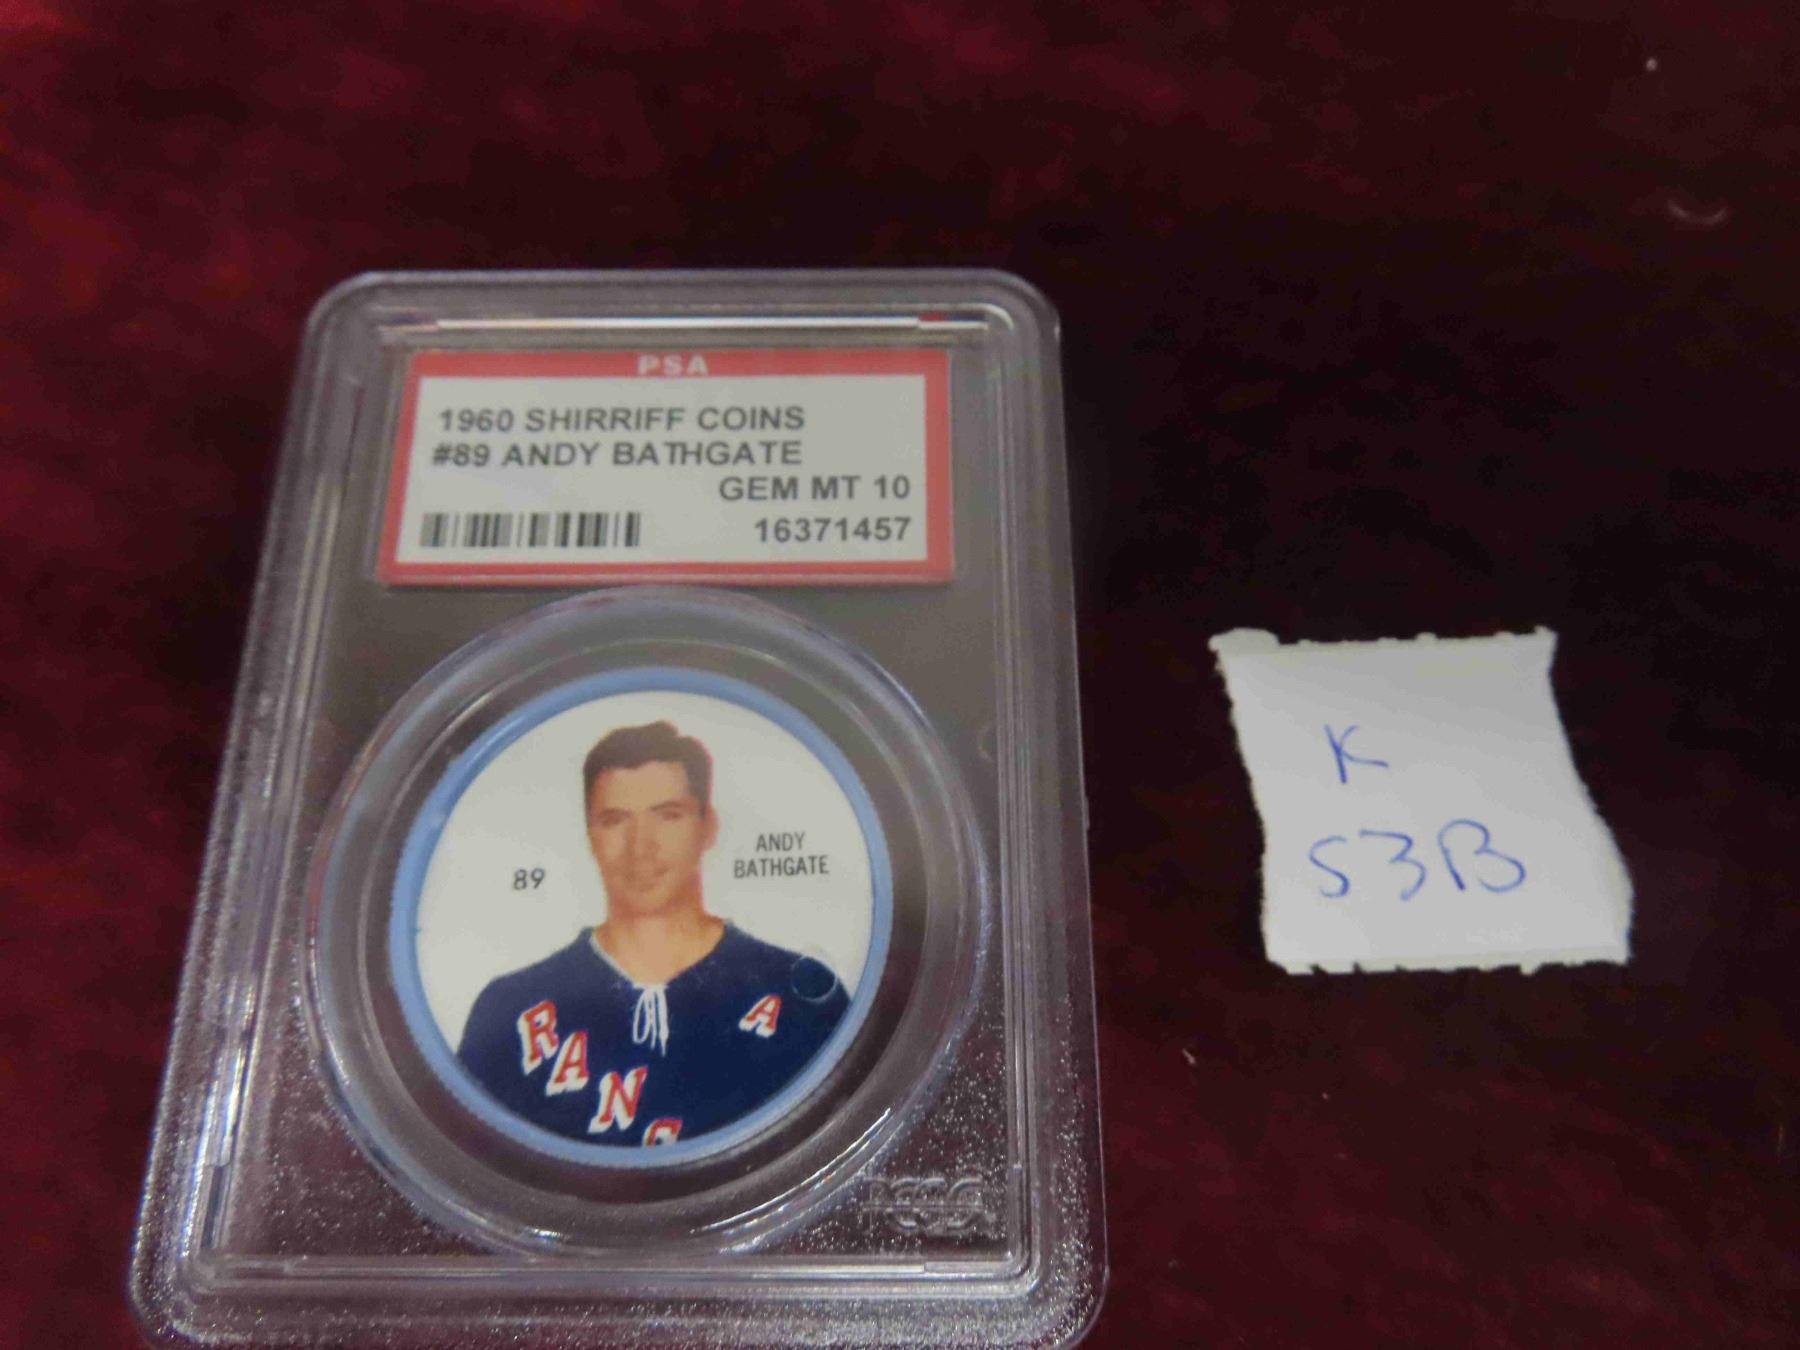 PSA
1960 SHIRRIFF COINS
#89 ANDY BATHGATE
GEM MT 10
16371457
89
ANDY
BATHGATE
RANG
A
K
53B